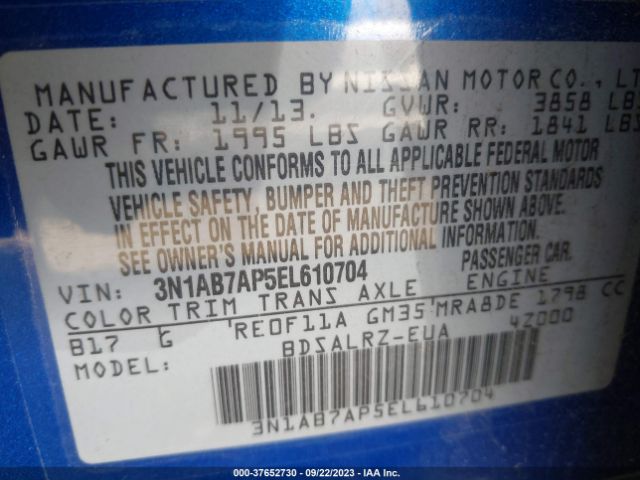 MANUFACTURED BY NISSAN MOTOR CO., LT
DATE: 11/13. GVWR: 3858 LB
GAWR FR: 1995 LBS GAWR RR: 1841 LBS
THIS VEHICLE CONFORMS TO ALL APPLICABLE FEDERAL MOTOR
VEHICLE SAFETY, BUMPER AND THEFT PREVENTION STANDARDS
IN EFFECT ON THE DATE OF MANUFACTURE SHOWN ABOVE.
SEE OWNER'S MANUAL FOR ADDITIONAL INFORMATION.
VIN: 3N1AB7AP5EL610704 PASSENGER CAR.
COLOR TRIM TRANS AXLE ENGINE
B17 G RE0F11A GM35 MRA8DE 1798 CC
MODEL: BDSALRZ-EUA 4Z000
3N1AB7AP5EL610704
000-37652730 - 09/22/2023 - IAA Inc.